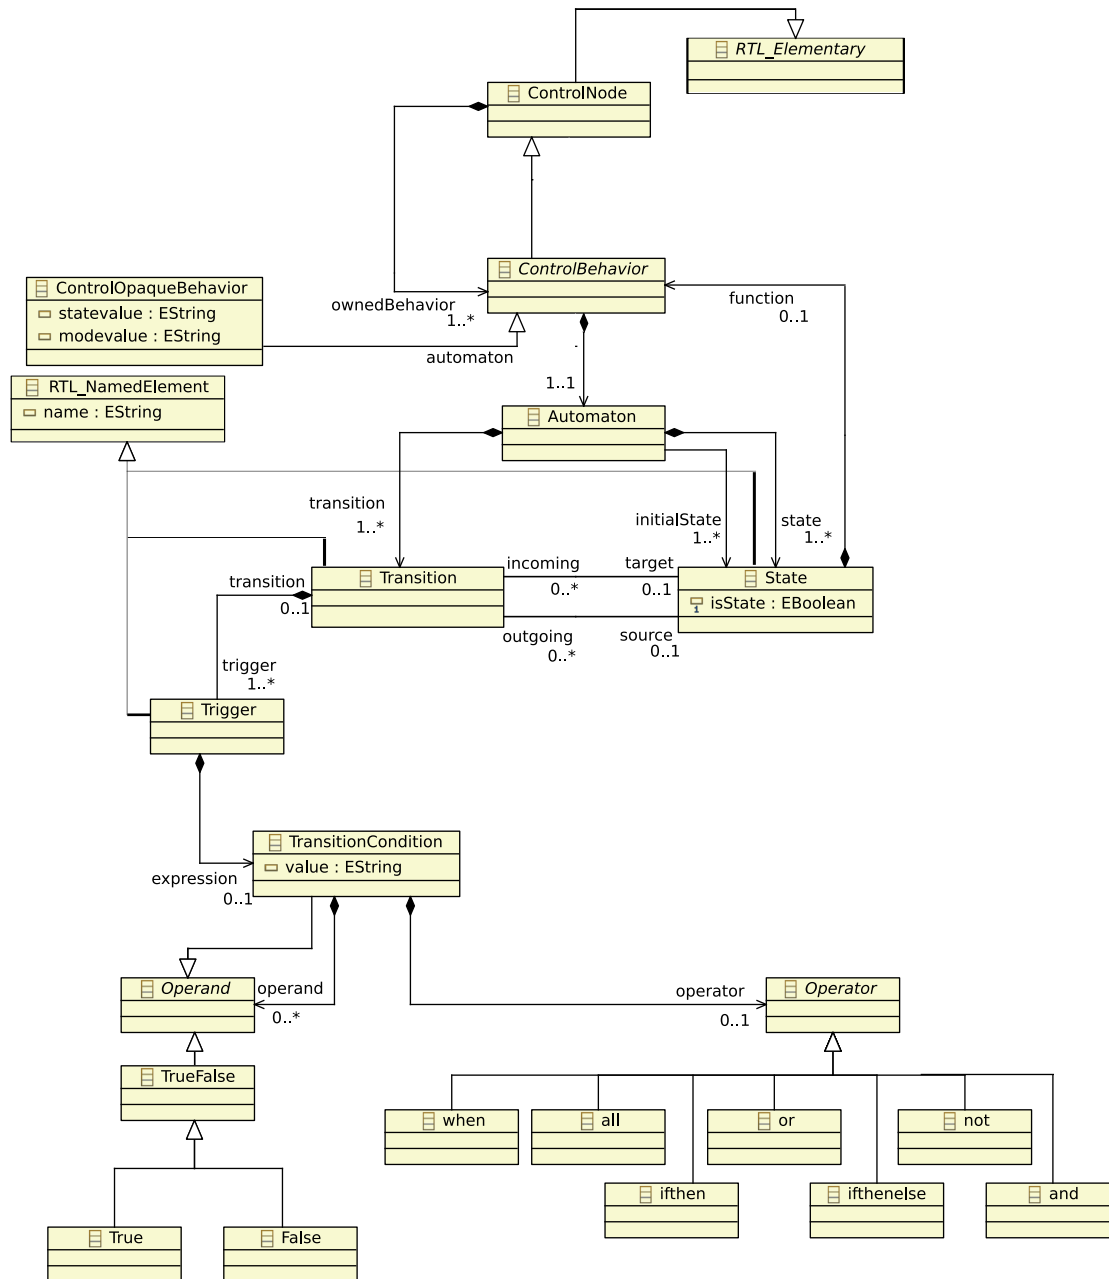 RTL_Elementary
ControlNode
ControlBehavior
ControlOpaqueBehavior
statevalue : EString
modevalue : EString
ownedBehavior
1..*
function
0..1
automaton
1..1
RTL_NamedElement
name : EString
Automaton
transition
1..*
initialState
1..*
state
1..*
Transition
incoming
0..*
target
0..1
State
isState : EBoolean
transition
0..1
outgoing
0..*
source
0..1
trigger
1..*
Trigger
TransitionCondition
value : EString
expression
0..1
Operand
operand
0..*
operator
0..1
Operator
TrueFalse
when
all
or
not
ifthen
ifthenelse
and
True
False